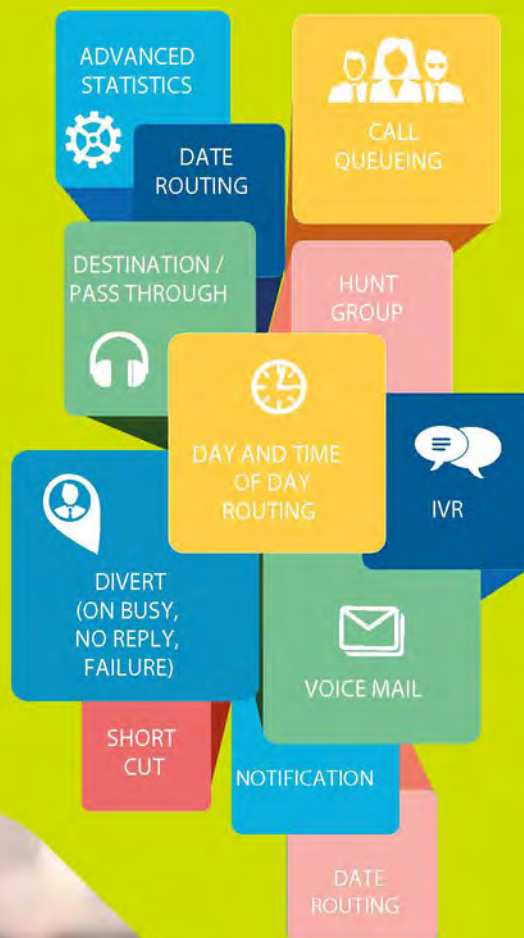 ADVANCED
STATISTICS
CALL
QUEUEING
DATE
ROUTING
DESTINATION /
PASS THROUGH
HUNT
GROUP
DAY AND TIME
OF DAY
ROUTING
IVR
DIVERT
(ON BUSY,
NO REPLY,
FAILURE)
VOICE MAIL
SHORT
CUT
NOTIFICATION
DATE
ROUTING